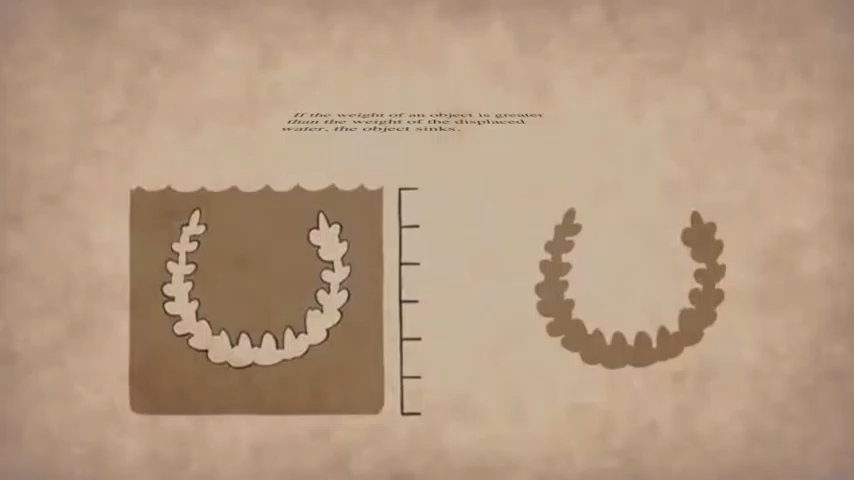 If the weight of an object is greater
than the weight of the displaced
water, the object sinks.